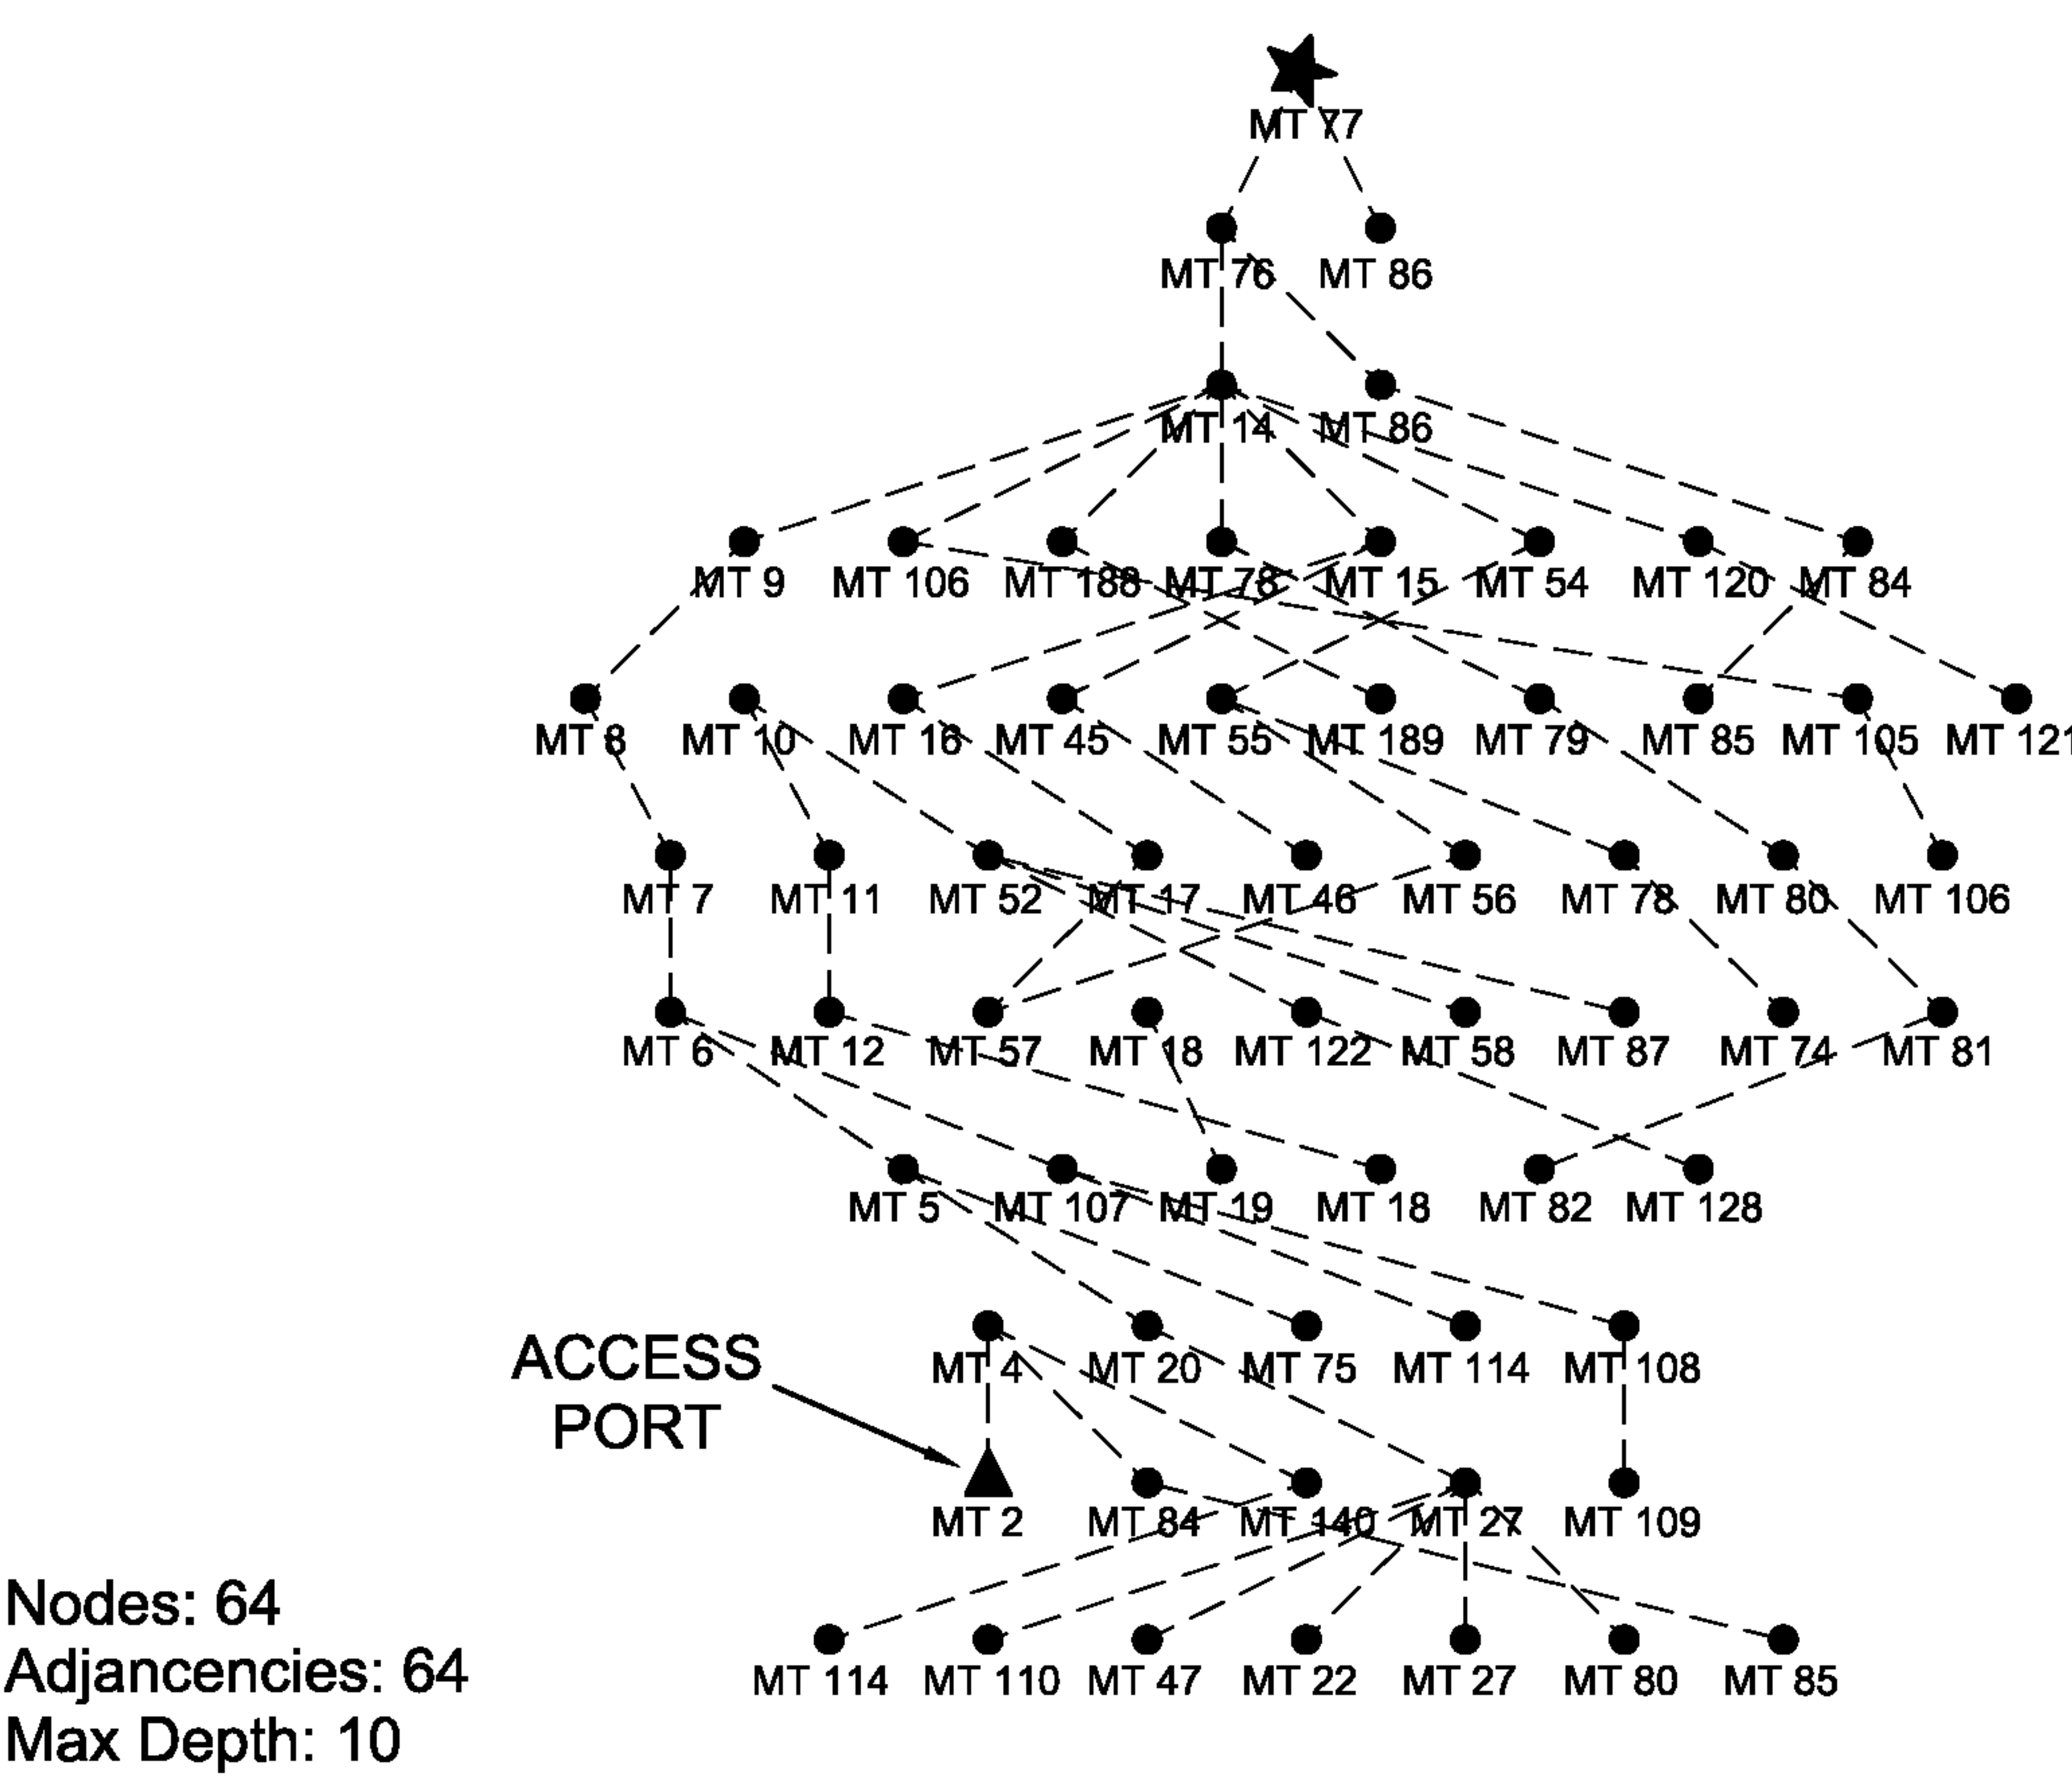 MT 77
MT 76 MT 86
MT 14 MT 86
MT 9 MT 106 MT 188 MT 78 MT 15 MT 54 MT 120 MT 84
MT 8 MT 10 MT 16 MT 45 MT 55 MT 189 MT 79 MT 85 MT 105 MT 121
MT 7 MT 11 MT 52 MT 17 MT 46 MT 56 MT 78 MT 80 MT 106
MT 6 MT 12 MT 57 MT 18 MT 122 MT 58 MT 87 MT 74 MT 81
MT 5 MT 107 MT 19 MT 18 MT 82 MT 128
MT 4 MT 20 MT 75 MT 114 MT 108
ACCESS
PORT
MT 2 MT 84 MT 140 MT 27 MT 109
MT 114 MT 110 MT 47 MT 22 MT 27 MT 80 MT 85
Nodes: 64
Adjancencies: 64
Max Depth: 10